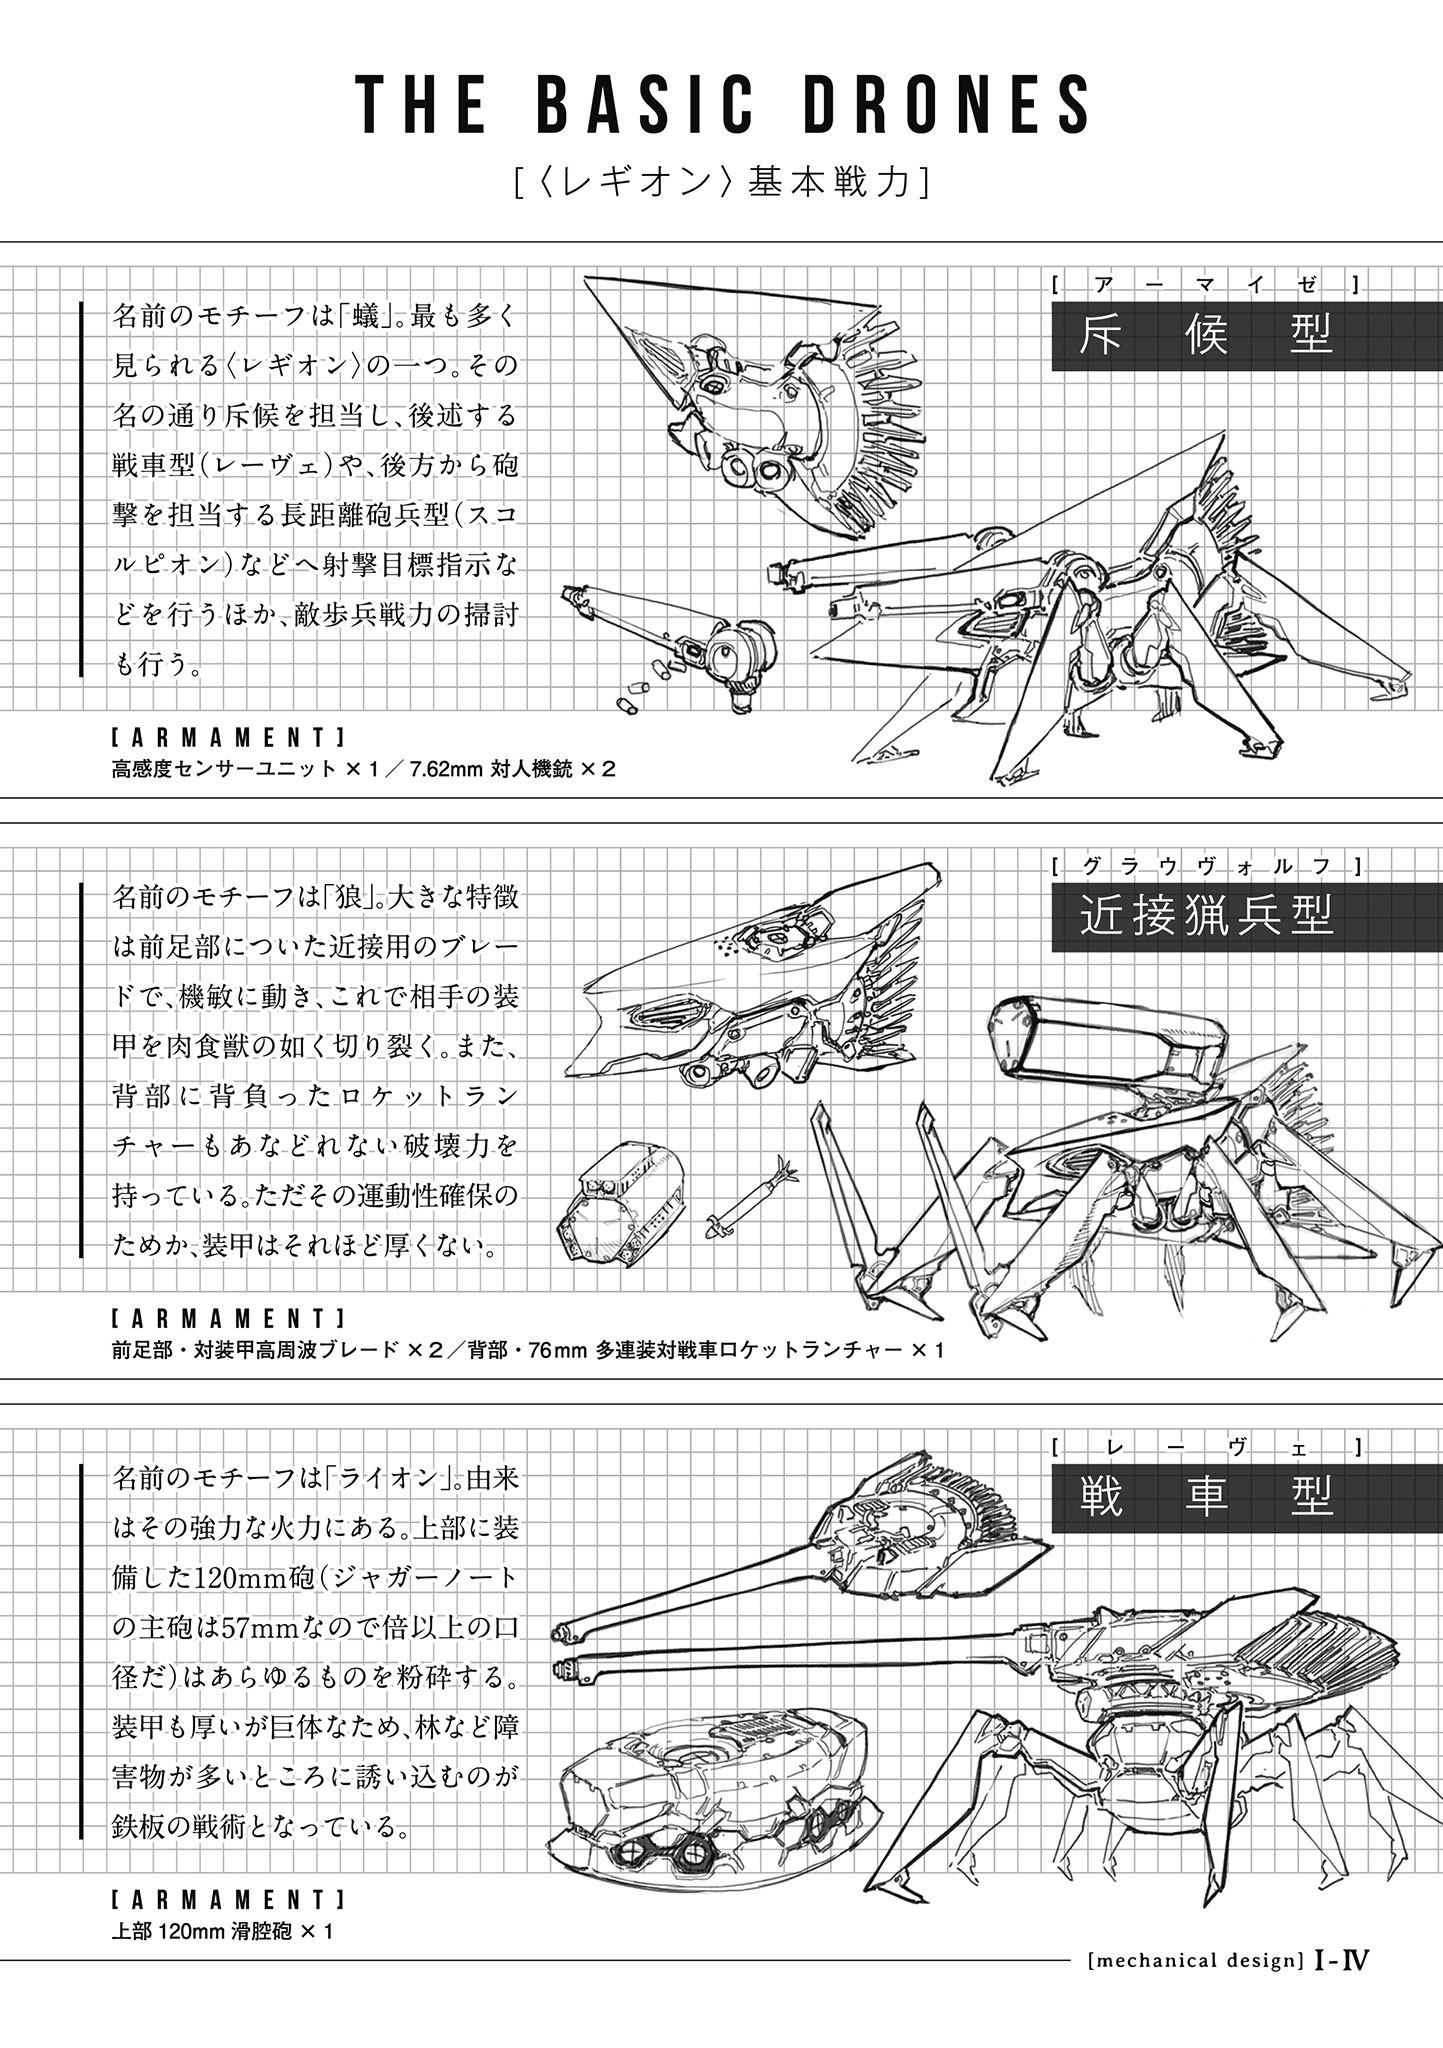 THE BASIC DRONES
[〈レギオン〉基本戦力]
[アーマイゼ]
斥候型
名前のモチーフは「蟻」。最も多く
見られる〈レギオン〉の一つ。その
名の通り斥候を担当し、後述する
戦車型(レーヴェ)や、後方から砲
撃を担当する長距離砲兵型(スコ
ルピオン)などへ射撃目標指示な
どを行うほか、敵歩兵戦力の掃討
も行う。
[ARMAMENT]
高感度センサーユニット×1／7.62mm 対人機銃×2
[グラウヴォルフ]
近接猟兵型
名前のモチーフは「狼」。大きな特徴
は前足部についた近接用のブレー
ドで、機敏に動き、これで相手の装
甲を肉食獣の如く切り裂く。また、
背部に背負ったロケットラン
チャーもあなどれない破壊力を
持っている。ただその運動性確保の
ためか、装甲はそれほど厚くない。
[ARMAMENT]
前足部・対装甲高周波ブレード×2／背部・76mm 多連装対戦車ロケットランチャー×1
[レーヴェ]
戦車型
名前のモチーフは「ライオン」。由来
はその強力な火力にある。上部に装
備した120mm砲(ジャガーノート
の主砲は57mmなので倍以上の口
径だ)はあらゆるものを粉砕する。
装甲も厚いが巨体なため、林など障
害物が多いところに誘い込むのが
鉄板の戦術となっている。
[ARMAMENT]
上部 120mm 滑腔砲×1
[mechanical design] I-IV